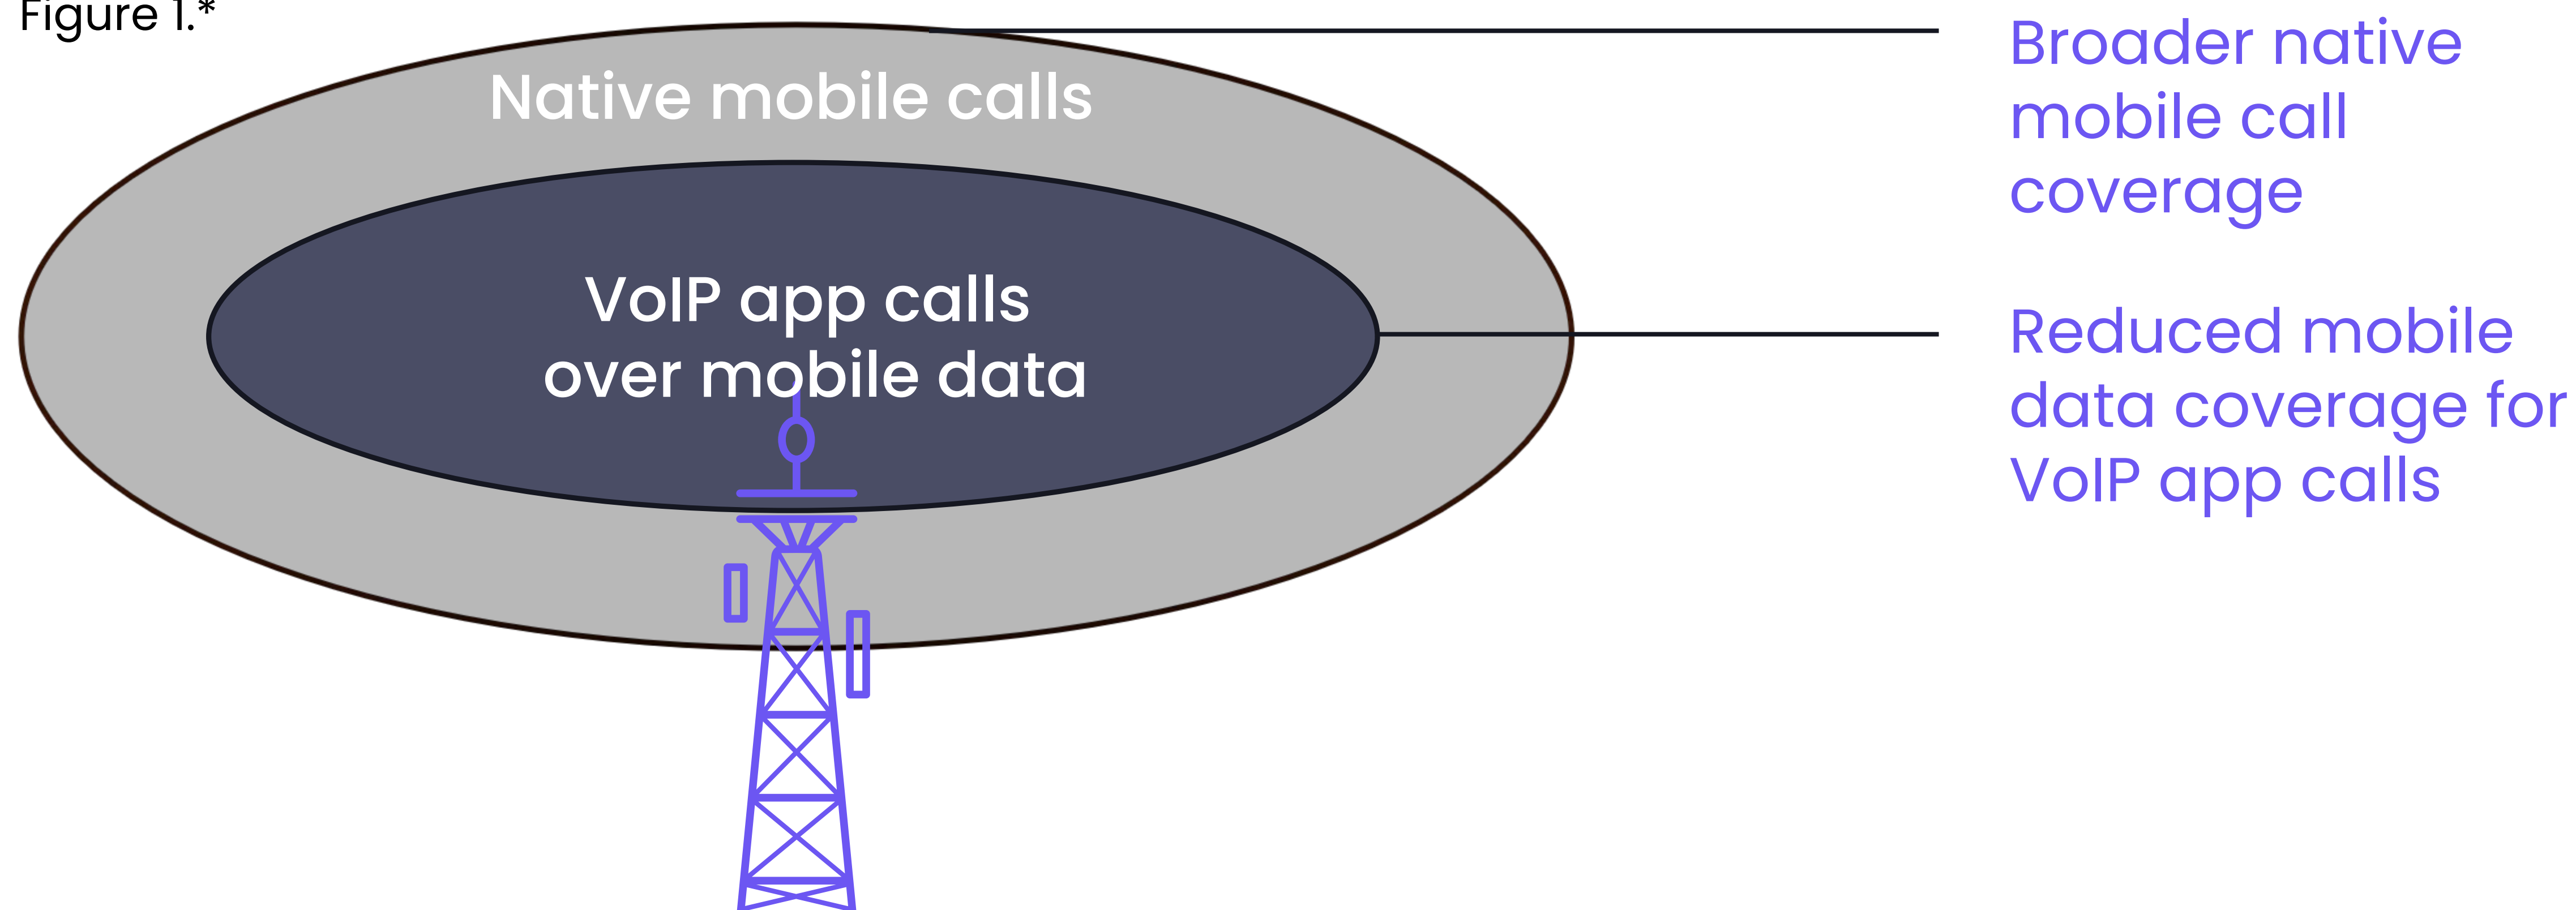 Figure 1.*
Native mobile calls
VoIP app calls
over mobile data
Broader native
mobile call
coverage
Reduced mobile
data coverage for
VoIP app calls